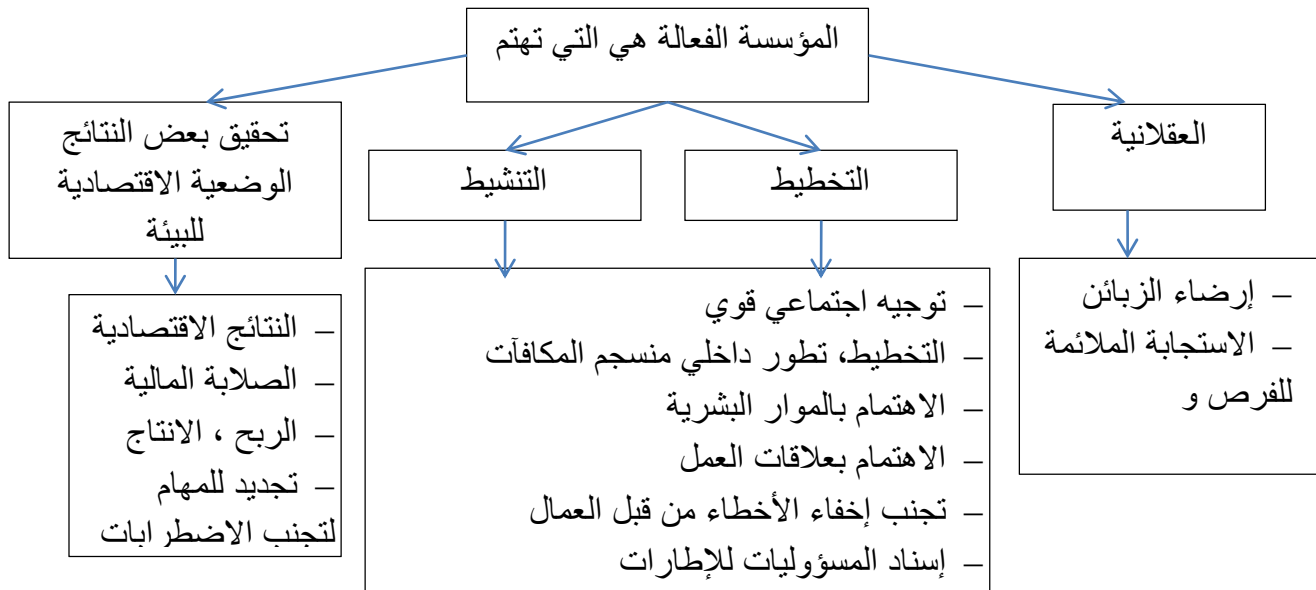 المؤسسة الفعالة هي التي تهتم
العقلانية
التخطيط
التنشيط
تحقيق بعض النتائج
الوضعية الاقتصادية
للبيئة
– إرضاء الزبائن
– الاستجابة الملائمة
للفرص و
– توجيه اجتماعي قوي
– التخطيط، تطور داخلي منسجم المكافآت
– الاهتمام بالموار البشرية
– الاهتمام بعلاقات العمل
– تجنب إخفاء الأخطاء من قبل العمال
– إسناد المسؤوليات للإطارات
– النتائج الاقتصادية
– الصلابة المالية
– الربح ، الانتاج
– تجديد للمهام
لتجنب الاضطرابات